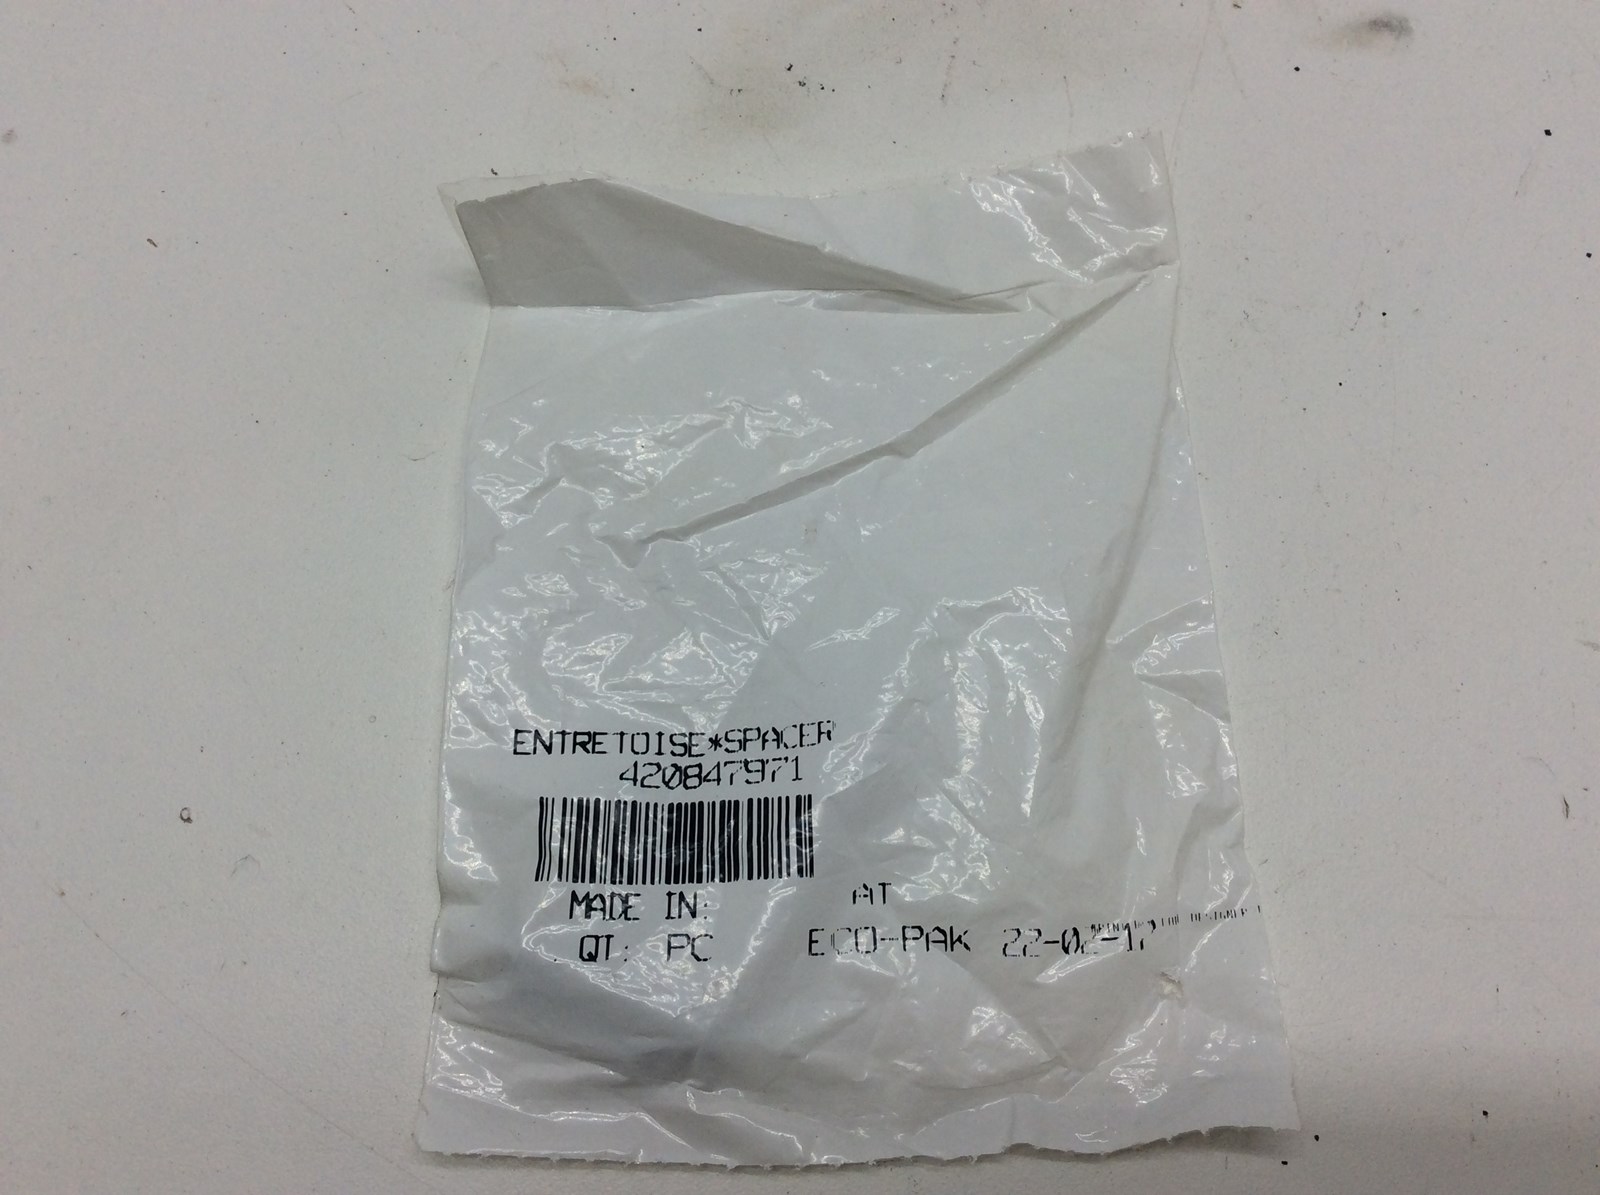 ENTRETOISE*SPACER
420847971
MADE IN: AT
QT: PC ECO-PAK 22-02-17